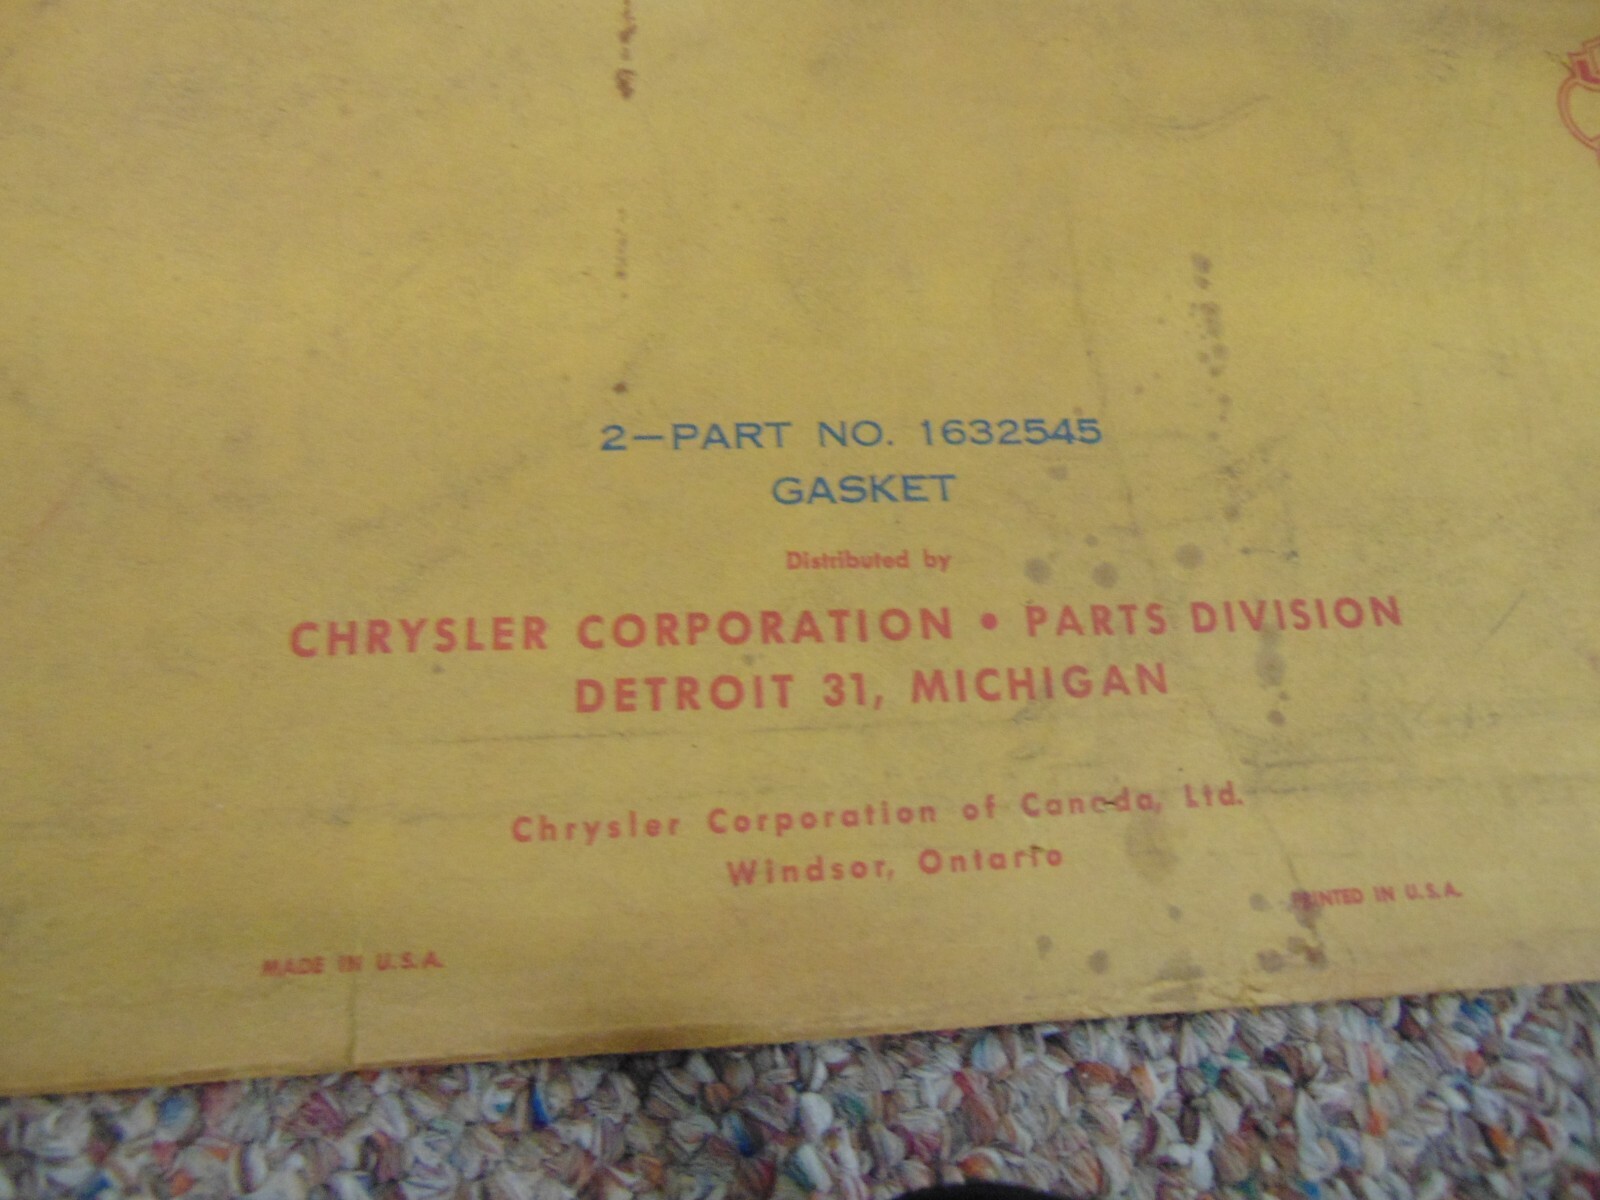 2-PART NO. 1632545
GASKET
Distributed by
CHRYSLER CORPORATION • PARTS DIVISION
DETROIT 31, MICHIGAN
Chrysler Corporation of Canada, Ltd.
Windsor, Ontario
PRINTED IN U.S.A.
MADE IN U.S.A.